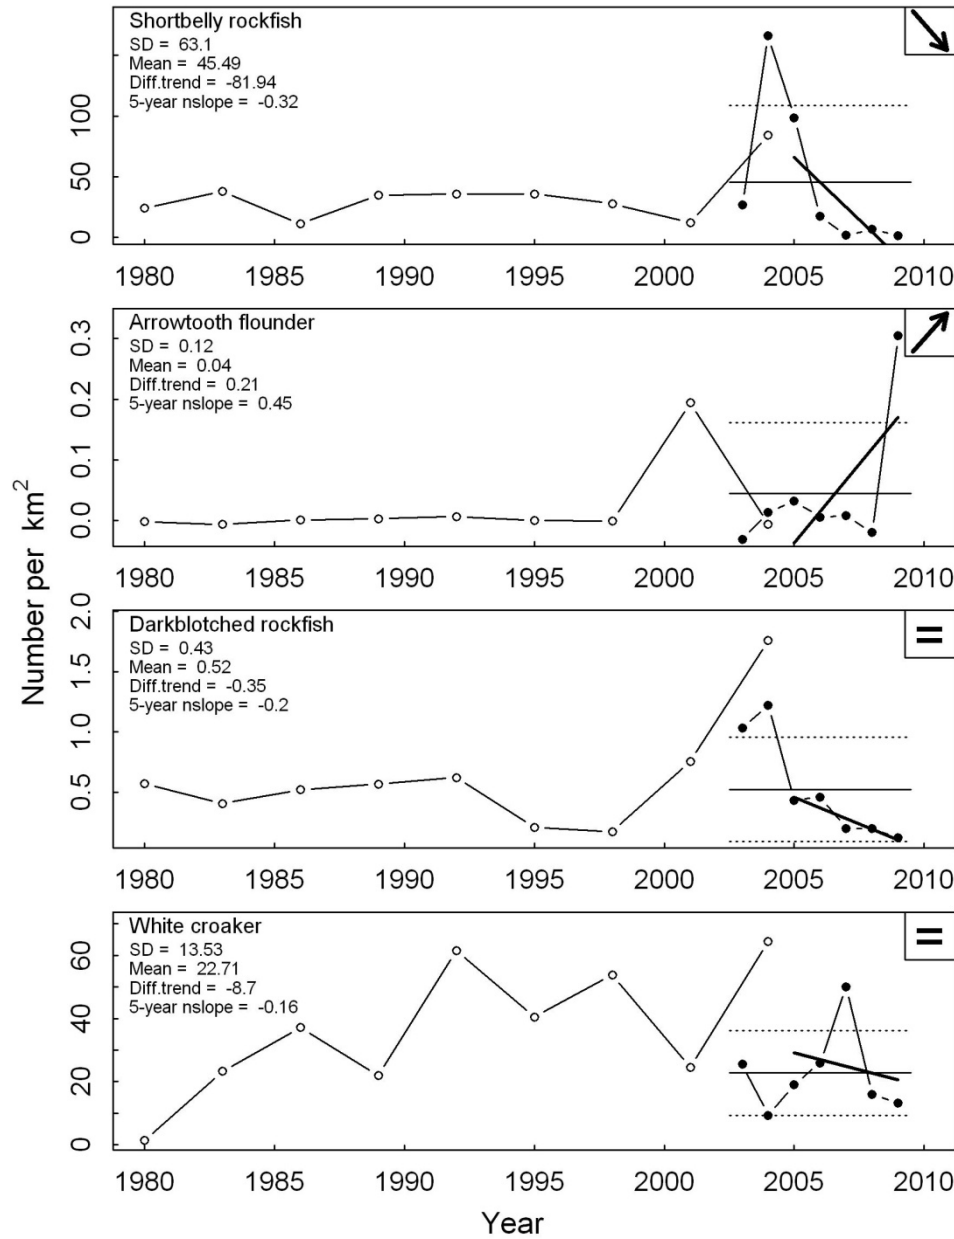 Shortbelly rockfish
SD = 63.1
Mean = 45.49
Diff.trend = -81.94
5-year nslope = -0.32
100
50
0
1980 1985 1990 1995 2000 2005 2010
Arrowtooth flounder
SD = 0.12
Mean = 0.04
Diff.trend = 0.21
5-year nslope = 0.45
0.3
0.2
0.1
0.0
1980 1985 1990 1995 2000 2005 2010
Number per km²
Darkblotched rockfish
SD = 0.43
Mean = 0.52
Diff.trend = -0.35
5-year nslope = -0.2
=
2.0
1.5
1.0
0.5
1980 1985 1990 1995 2000 2005 2010
White croaker
SD = 13.53
Mean = 22.71
Diff.trend = -8.7
5-year nslope = -0.16
=
60
40
20
0
1980 1985 1990 1995 2000 2005 2010
Year